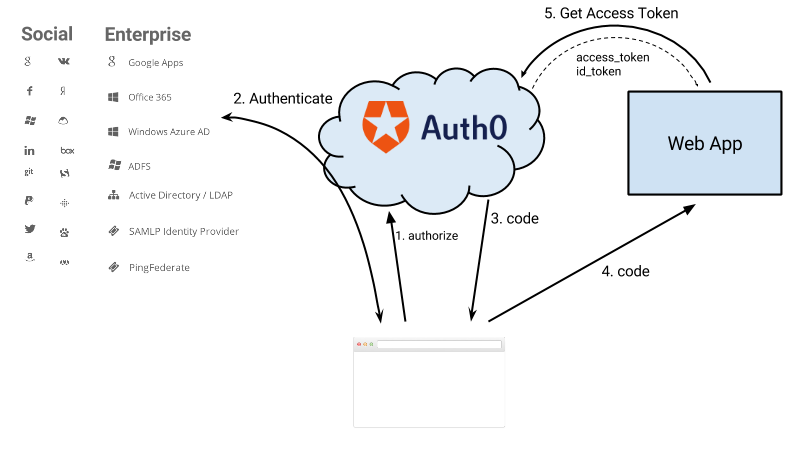 5. Get Access Token
Social
Enterprise
access_token
id_token
Google Apps
Office 365
2. Authenticate
Auth0
Web App
Windows Azure AD
in
box
git
ADFS
Active Directory / LDAP
SAMLP Identity Provider
PingFederate
1. authorize
3. code
4. code